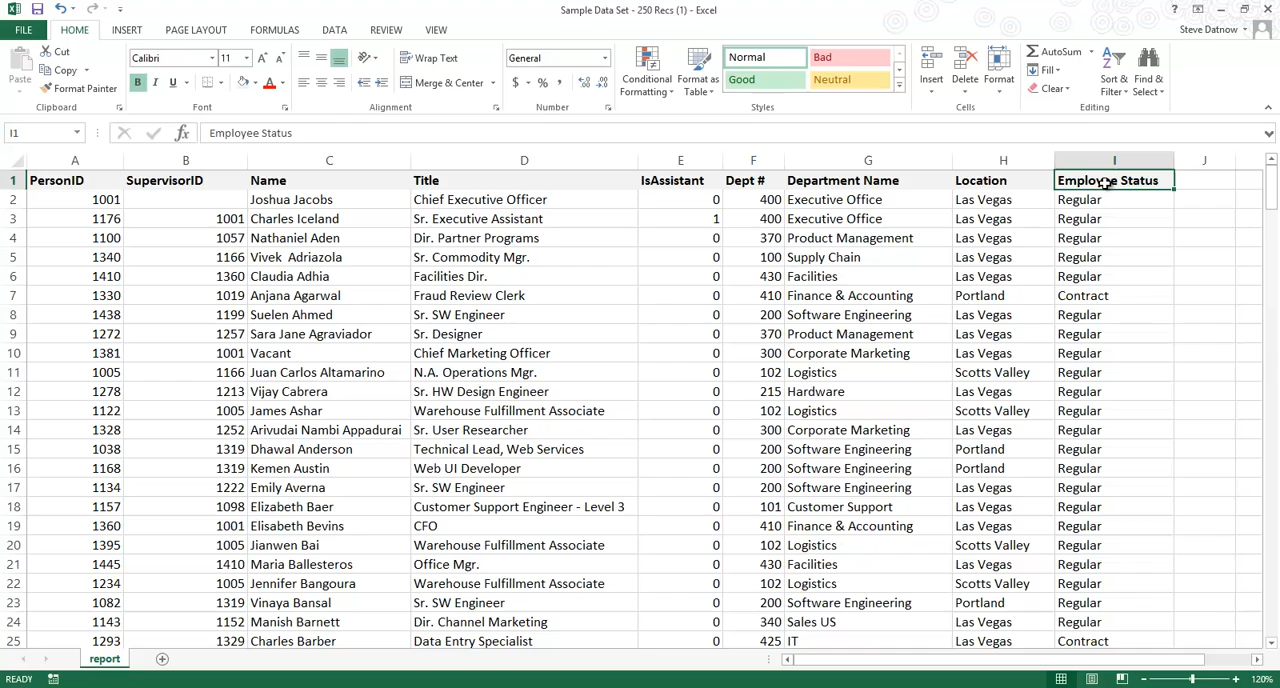 Sample Data Set - 250 Recs (1) - Excel
FILE HOME INSERT PAGE LAYOUT FORMULAS DATA REVIEW VIEW Steve Datnow
Paste Cut Copy Format Painter Clipboard
Calibri 11 B I U A Font
Wrap Text Merge & Center Alignment
General $ % , Number
Conditional Formatting Format as Table Normal Bad Good Neutral Styles
Insert Delete Format Cells
AutoSum Fill Clear Sort & Filter Find & Select Editing
I1 fx Employee Status
A B C D E F G H I J
1 PersonID SupervisorID Name Title IsAssistant Dept # Department Name Location Employee Status
2 1001 Joshua Jacobs Chief Executive Officer 0 400 Executive Office Las Vegas Regular
3 1176 1001 Charles Iceland Sr. Executive Assistant 1 400 Executive Office Las Vegas Regular
4 1100 1057 Nathaniel Aden Dir. Partner Programs 0 370 Product Management Las Vegas Regular
5 1340 1166 Vivek  Adriazola Sr. Commodity Mgr. 0 100 Supply Chain Las Vegas Regular
6 1410 1360 Claudia Adhia Facilities Dir. 0 430 Facilities Las Vegas Regular
7 1330 1019 Anjana Agarwal Fraud Review Clerk 0 410 Finance & Accounting Portland Contract
8 1438 1199 Suelen Ahmed Sr. SW Engineer 0 200 Software Engineering Las Vegas Regular
9 1272 1257 Sara Jane Agraviador Sr. Designer 0 370 Product Management Las Vegas Regular
10 1381 1001 Vacant Chief Marketing Officer 0 300 Corporate Marketing Las Vegas Regular
11 1005 1166 Juan Carlos Altamarino N.A. Operations Mgr. 0 102 Logistics Scotts Valley Regular
12 1278 1213 Vijay Cabrera Sr. HW Design Engineer 0 215 Hardware Las Vegas Regular
13 1122 1005 James Ashar Warehouse Fulfillment Associate 0 102 Logistics Scotts Valley Regular
14 1328 1252 Arivudai Nambi Appadurai Sr. User Researcher 0 300 Corporate Marketing Las Vegas Regular
15 1038 1319 Dhawal Anderson Technical Lead, Web Services 0 200 Software Engineering Portland Regular
16 1168 1319 Kemen Austin Web UI Developer 0 200 Software Engineering Portland Regular
17 1134 1222 Emily Averna Sr. SW Engineer 0 200 Software Engineering Las Vegas Regular
18 1157 1098 Elizabeth Baer Customer Support Engineer - Level 3 0 101 Customer Support Las Vegas Regular
19 1360 1001 Elisabeth Bevins CFO 0 410 Finance & Accounting Las Vegas Regular
20 1395 1005 Jianwen Bai Warehouse Fulfillment Associate 0 102 Logistics Scotts Valley Regular
21 1445 1410 Maria Ballesteros Office Mgr. 0 430 Facilities Las Vegas Regular
22 1234 1005 Jennifer Bangoura Warehouse Fulfillment Associate 0 102 Logistics Scotts Valley Regular
23 1082 1319 Vinaya Bansal Sr. SW Engineer 0 200 Software Engineering Portland Regular
24 1143 1152 Manish Barnett Dir. Channel Marketing 0 340 Sales US Las Vegas Regular
25 1293 1329 Charles Barber Data Entry Specialist 0 425 IT Las Vegas Contract
report
READY 120%